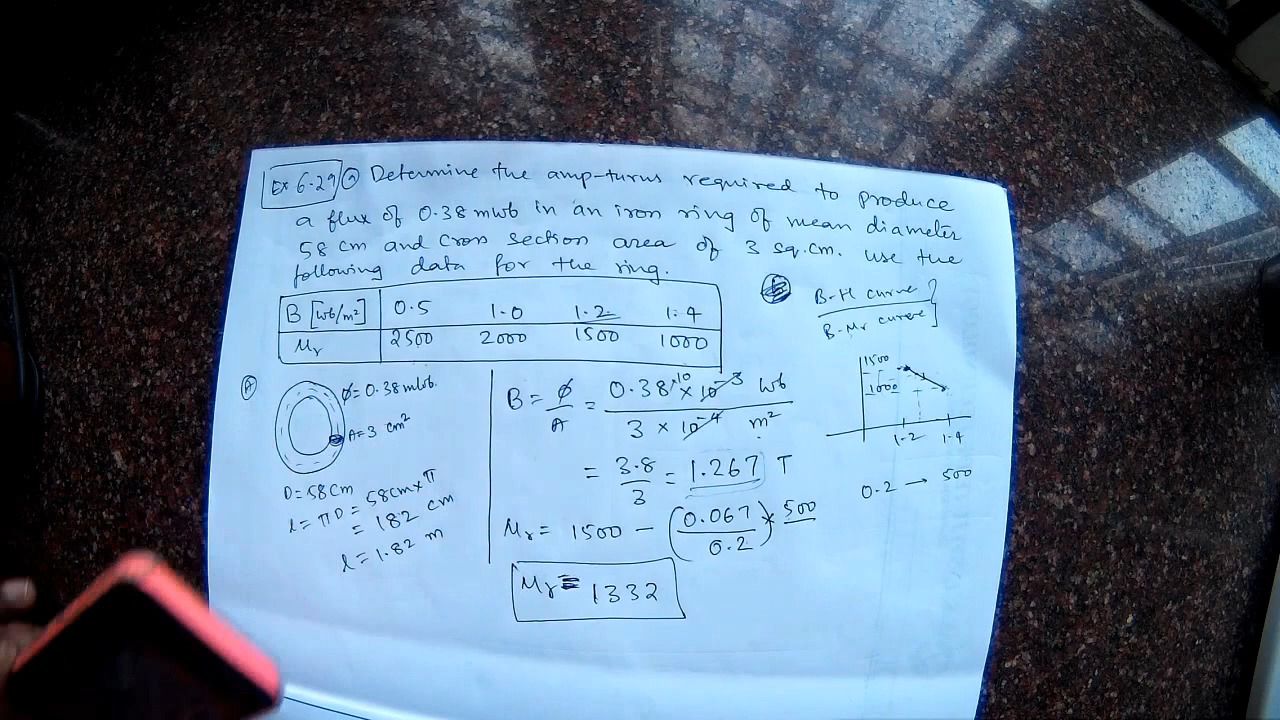 Ex 6.29 Q Determine the amp-turns required to produce
a flux of 0.38 mwb in an iron ring of mean diameter
58 cm and cross section area of 3 sq.cm. use the
following data for the ring.
B [wb/m²] 0.5 1.0 1.2 1.4
μr 2500 2000 1500 1000
B-H curve
B-μr curve
A
ϕ=0.38 mwb.
A=3 cm²
D=58cm
l=πD = 58cm×π
= 182 cm
l=1.82 m
B = ϕ/A = 0.38 × 10⁻³ wb / 3 × 10⁻⁴ m²
10
= 3.8/3 = 1.267 T
μr = 1500 - (0.067/0.2) × 500
μr = 1332
1500
1000
1.2 1.4
0.2 → 500